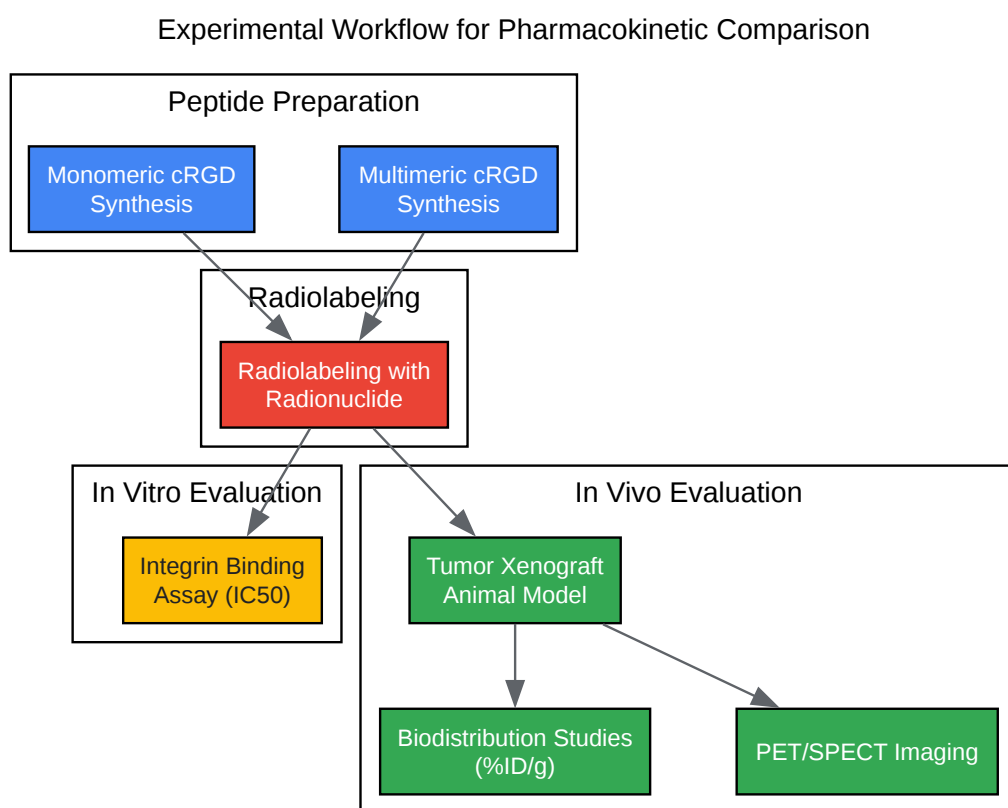 Experimental Workflow for Pharmacokinetic Comparison
Peptide Preparation
Monomeric cRGD
Synthesis
Multimeric cRGD
Synthesis
Radiolabeling
Radiolabeling with
Radionuclide
In Vitro Evaluation
Integrin Binding
Assay (IC50)
In Vivo Evaluation
Tumor Xenograft
Animal Model
Biodistribution Studies
(%ID/g)
PET/SPECT Imaging